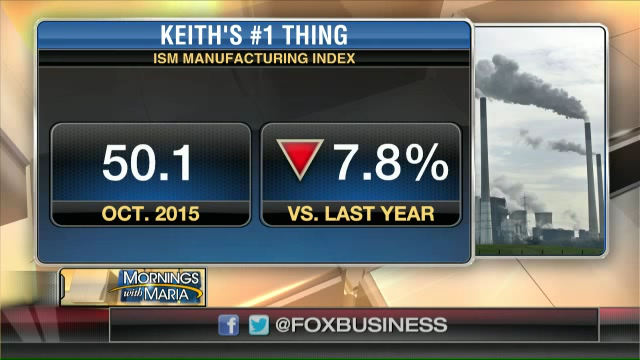 KEITH'S #1 THING
ISM MANUFACTURING INDEX
50.1
OCT. 2015
7.8%
VS. LAST YEAR
MORNINGS
with MARIA
@FOXBUSINESS